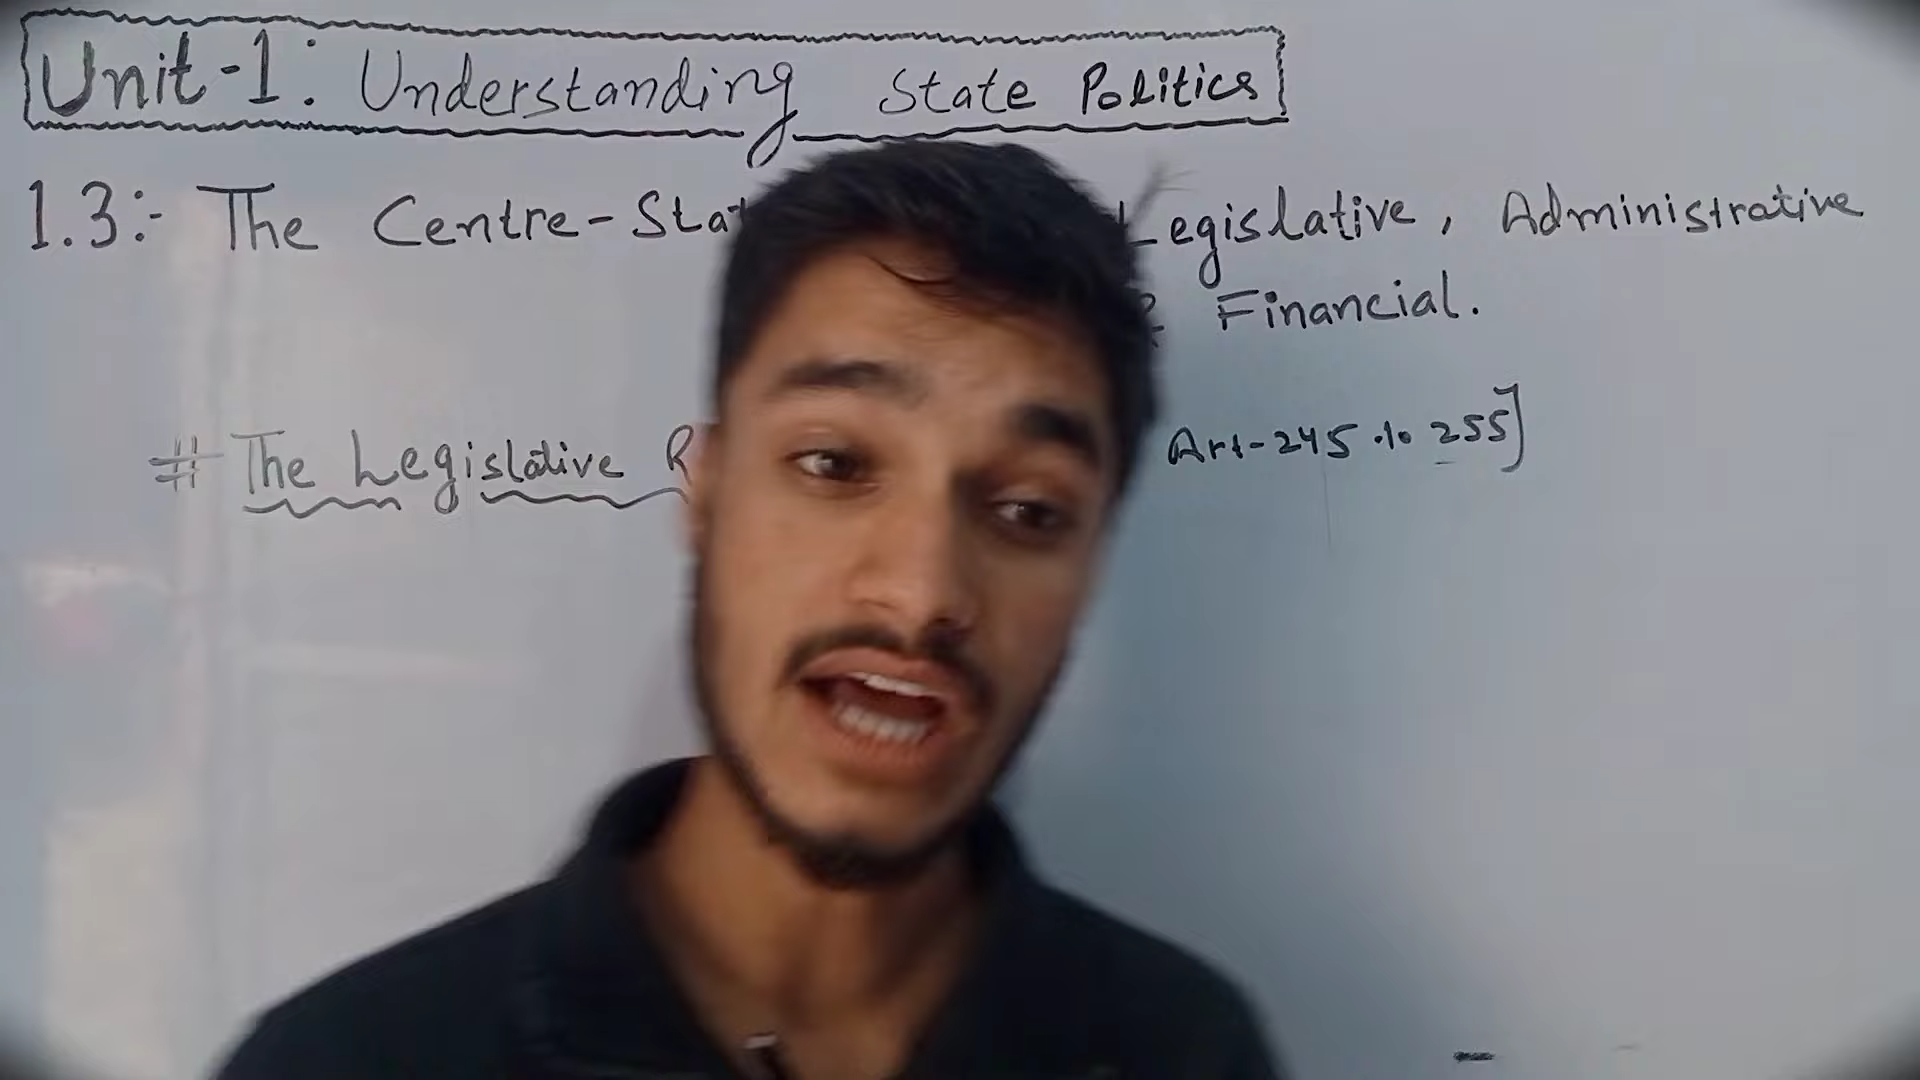 Unit-1: Understanding State Politics
1.3:- The Centre-Stat Legislative, Administrative
& Financial.
# The Legislative R Art-245 to 255]